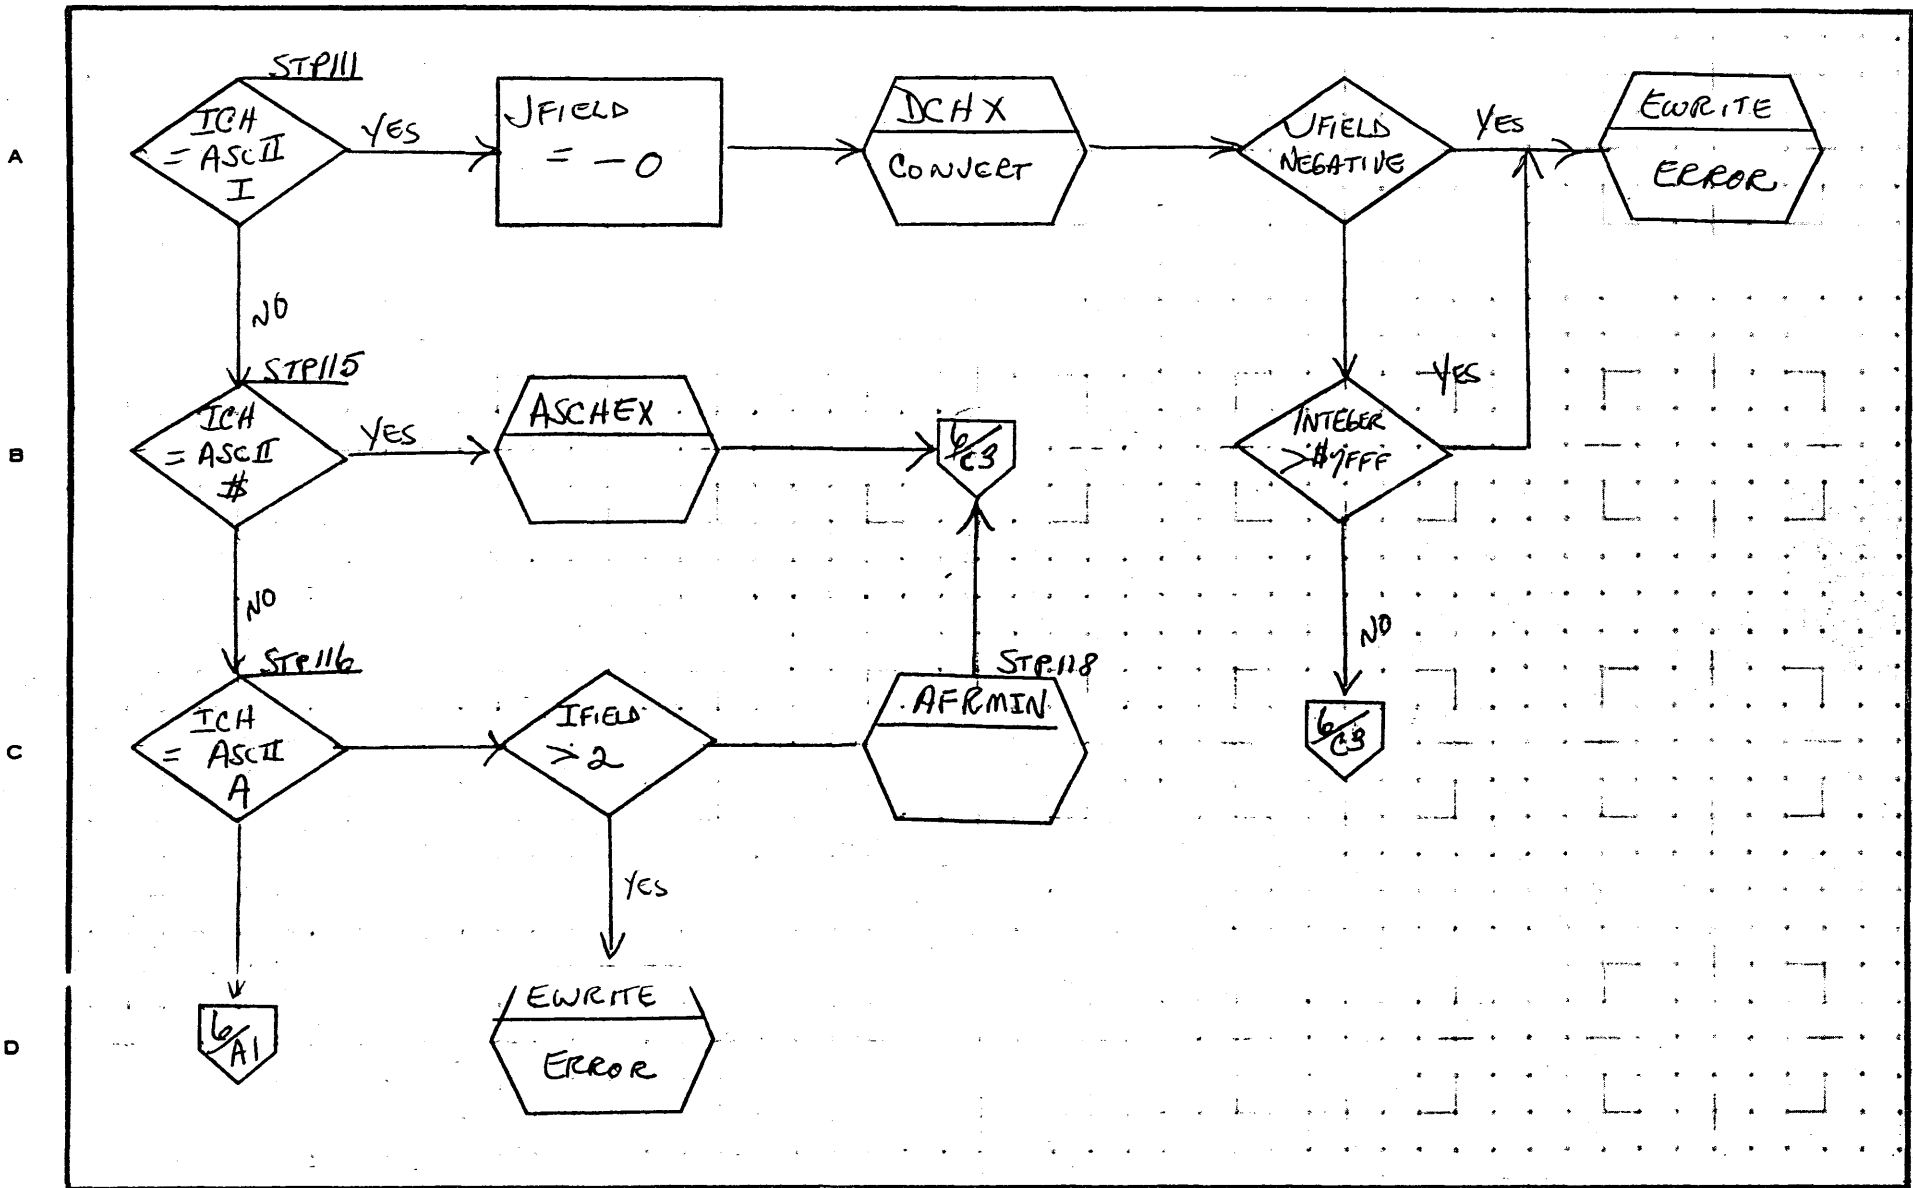 STP111
ICH
= ASCII
I
YES
JFIELD
= -0
DCHX
CONVERT
JFIELD
NEGATIVE
YES
EWRITE
ERROR
A
NO
STP115
ICH
= ASCII
$
YES
ASCHEX
6/C3
INTEGER
>$7FFF
YES
B
NO
NO
STP116
ICH
= ASCII
A
IFIELD
>2
STP118
AFRMIN
6/C3
C
YES
6/A1
EWRITE
ERROR
D